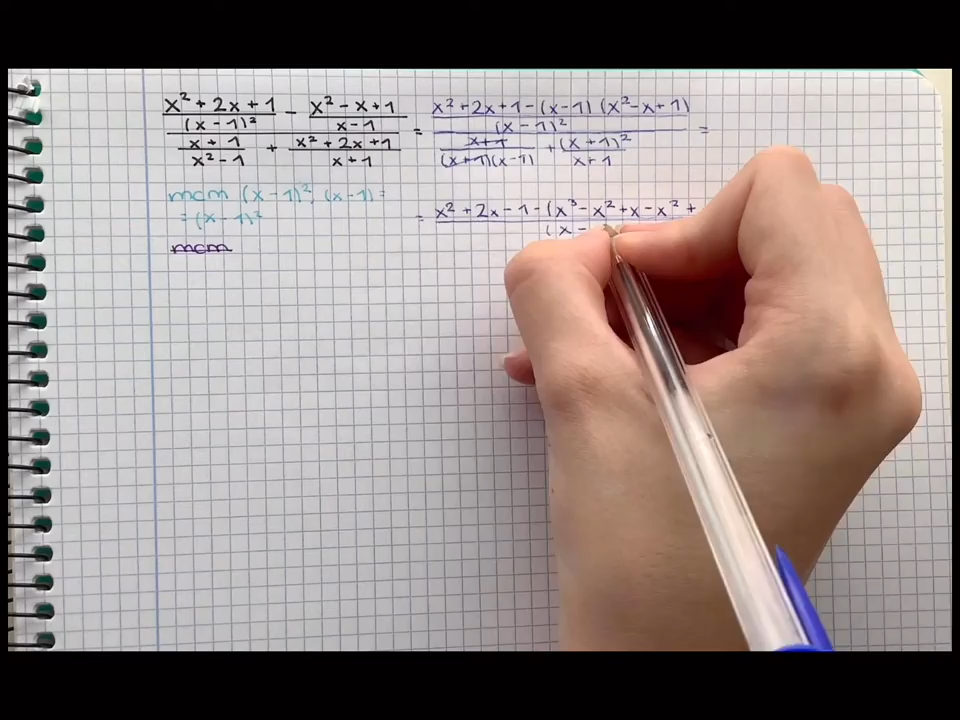 x² + 2x + 1 / (x - 1)² - x² - x + 1 / x - 1 = x² + 2x + 1 - (x - 1) (x² - x + 1) / (x - 1)² =
x + 1 / x² - 1 + x² + 2x + 1 / x + 1
x + 1 / (x + 1)(x - 1) + (x + 1)² / x + 1
mcm (x - 1)², (x - 1) =
= (x - 1)²
mcm
= x² + 2x - 1 - (x³ - x² + x - x² +
(x -